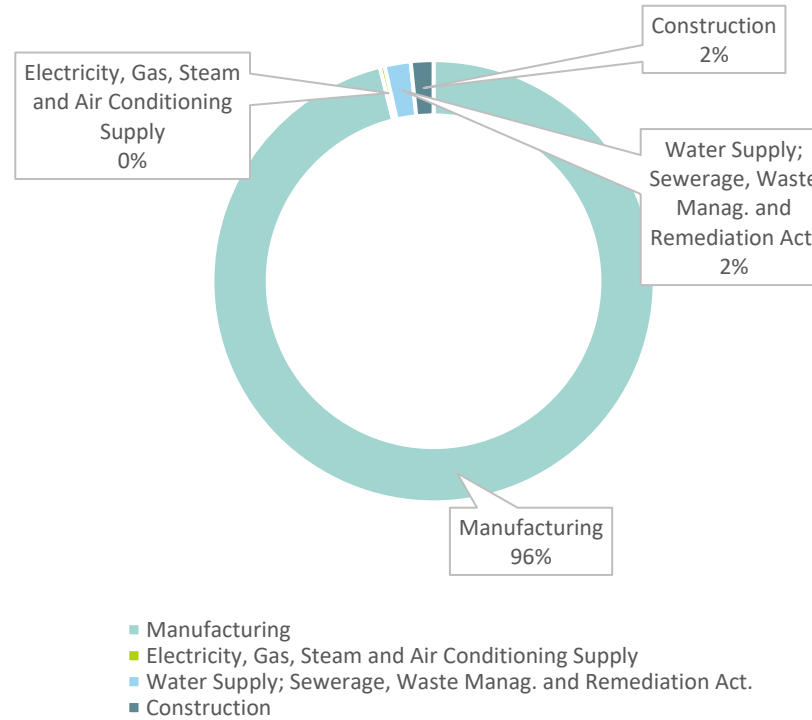 Construction
2%
Electricity, Gas, Steam
and Air Conditioning
Supply
0%
Water Supply;
Sewerage, Waste
Manag. and
Remediation Act.
2%
Manufacturing
96%
Manufacturing
Electricity, Gas, Steam and Air Conditioning Supply
Water Supply; Sewerage, Waste Manag. and Remediation Act.
Construction